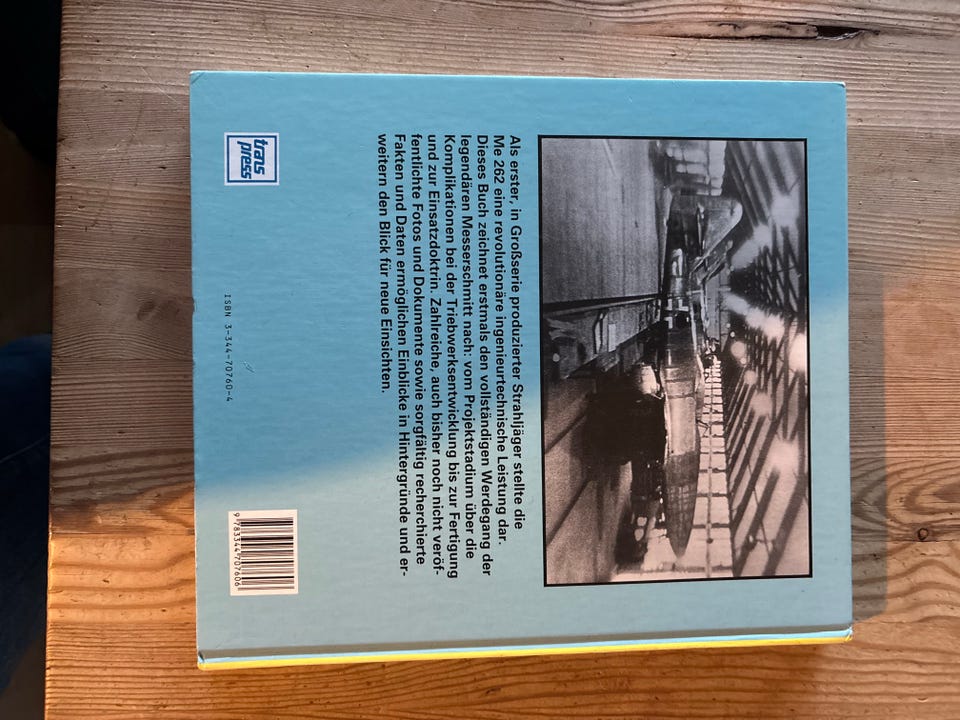 Als erster, in Großserie produzierter Strahljäger stellte die
Me 262 eine revolutionäre ingenieurtechnische Leistung dar.
Dieses Buch zeichnet erstmals den vollständigen Werdegang der
legendären Messerschmitt nach: vom Projektstadium über die
Komplikationen bei der Triebwerksentwicklung bis zur Fertigung
und zur Einsatzdoktrin. Zahlreiche, auch bisher noch nicht veröf-
fentlichte Fotos und Dokumente sowie sorgfältig recherchierte
Fakten und Daten ermöglichen Einblicke in Hintergründe und er-
weitern den Blick für neue Einsichten.
trans
press
ISBN 3-344-70760-4
9783344707606